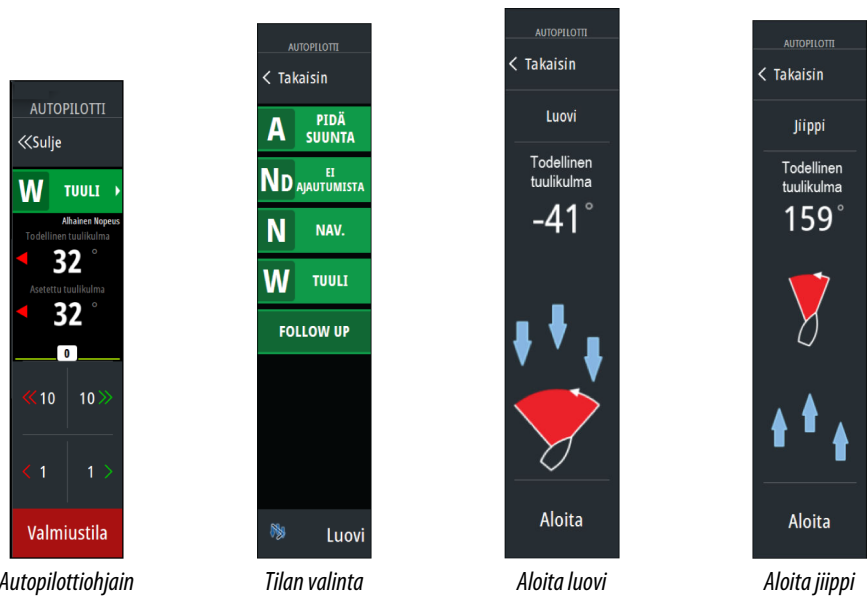 AUTOPILOTTI
≪Sulje
W TUULI
Alhainen Nopeus
Todellinen tuulikulma
32°
Asetettu tuulikulma
32°
0
10 10
1 1
Valmiustila
Autopilottiohjain
AUTOPILOTTI
< Takaisin
A PIDÄ
SUUNTA
ND EI
AJAUTUMISTA
N NAV.
W TUULI
FOLLOW UP
Luovi
Tilan valinta
AUTOPILOTTI
< Takaisin
Luovi
Todellinen
tuulikulma
-41°
Aloita
Aloita luovi
AUTOPILOTTI
< Takaisin
Jiippi
Todellinen
tuulikulma
159°
Aloita
Aloita jiippi